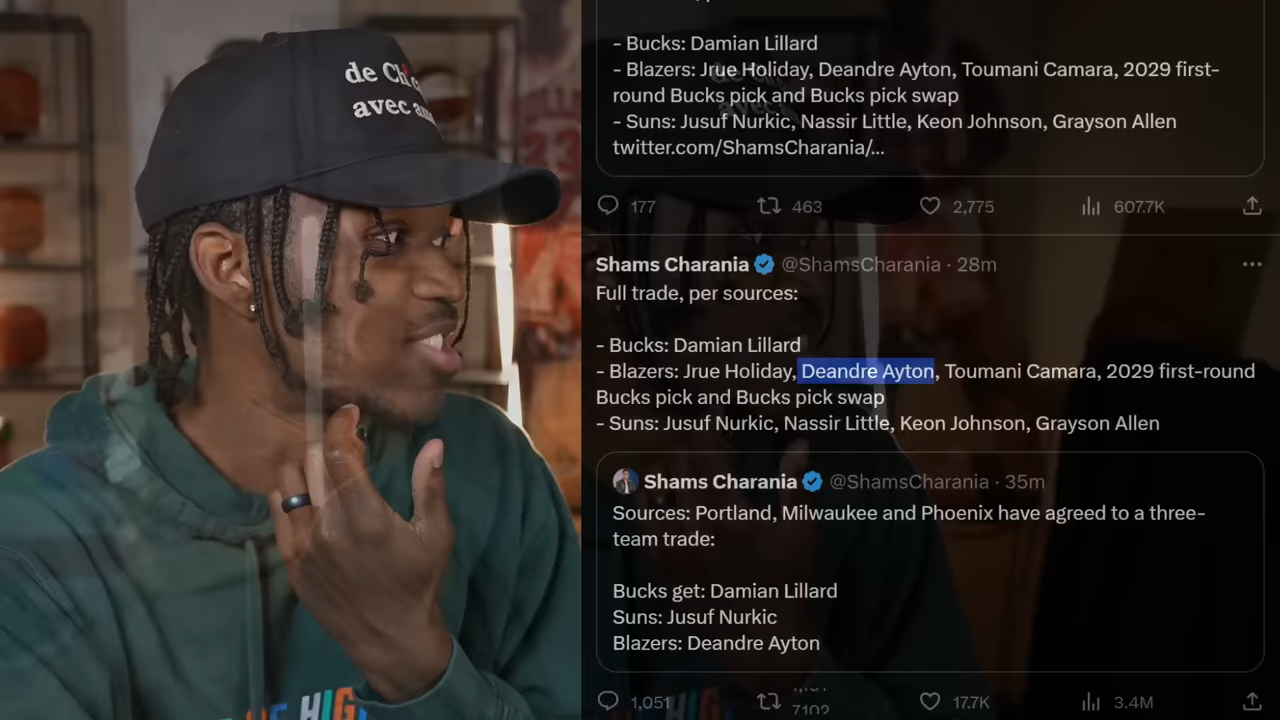 de Ch
avec am
HIG
- Bucks: Damian Lillard
- Blazers: Jrue Holiday, Deandre Ayton, Toumani Camara, 2029 first-
round Bucks pick and Bucks pick swap
- Suns: Jusuf Nurkic, Nassir Little, Keon Johnson, Grayson Allen
twitter.com/ShamsCharania/...
177 463 2,775 607.7K
Shams Charania @ShamsCharania · 28m
Full trade, per sources:
- Bucks: Damian Lillard
- Blazers: Jrue Holiday, Deandre Ayton, Toumani Camara, 2029 first-round
Bucks pick and Bucks pick swap
- Suns: Jusuf Nurkic, Nassir Little, Keon Johnson, Grayson Allen
Shams Charania @ShamsCharania · 35m
Sources: Portland, Milwaukee and Phoenix have agreed to a three-
team trade:
Bucks get: Damian Lillard
Suns: Jusuf Nurkic
Blazers: Deandre Ayton
1,051 17.7K 3.4M